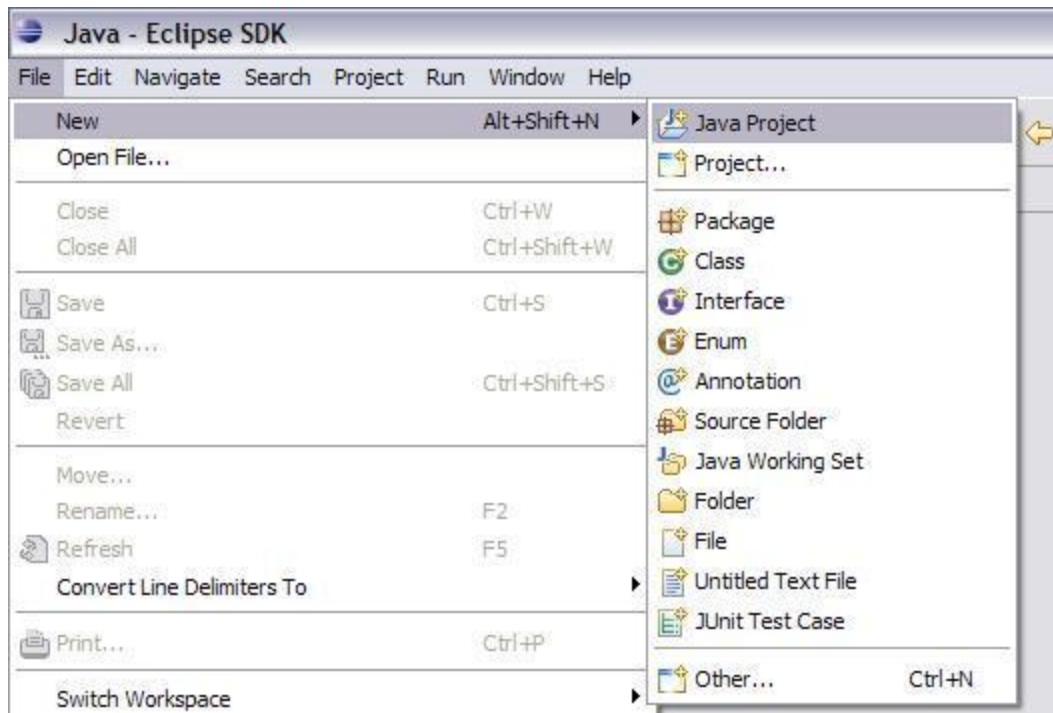 Java - Eclipse SDK
File Edit Navigate Search Project Run Window Help
New Alt+Shift+N
Open File...
Close Ctrl+W
Close All Ctrl+Shift+W
Save Ctrl+S
Save As...
Save All Ctrl+Shift+S
Revert
Move...
Rename... F2
Refresh F5
Convert Line Delimiters To
Print... Ctrl+P
Switch Workspace
Java Project
Project...
Package
Class
Interface
Enum
Annotation
Source Folder
Java Working Set
Folder
File
Untitled Text File
JUnit Test Case
Other... Ctrl+N